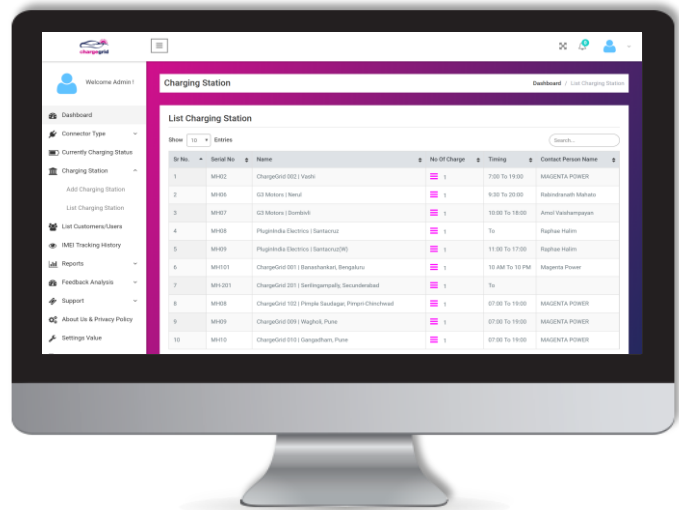 chargegrid
0
Welcome Admin !
Charging Station
Dashboard / List Charging Station
Dashboard
Connector Type
Currently Charging Status
Charging Station
Add Charging Station
List Charging Station
List Customers/Users
IMEI Tracking History
Reports
Feedback Analysis
Support
About Us & Privacy Policy
Settings Value
List Charging Station
Show 10 Entries
Search...
Sr No. Serial No Name No Of Charge Timing Contact Person Name
1 MH02 ChargeGrid 002 | Vashi 1 7:00 To 19:00 MAGENTA POWER
2 MH06 G3 Motors | Nerul 1 9:30 To 20:00 Rabindranath Mahato
3 MH07 G3 Motors | Dombivli 1 10:00 To 18:00 Amol Vaishampayan
4 MH08 PluginIndia Electrics | Santacruz 1 To Raphae Halim
5 MH09 PluginIndia Electrics | Santacruz(W) 1 11:00 To 17:00 Raphae Halim
6 MH101 ChargeGrid 001 | Banashankari, Bengaluru 1 10 AM To 10 PM Magenta Power
7 MH-201 ChargeGrid 201 | Serilingampally, Secunderabad 1 To
8 MH08 ChargeGrid 102 | Pimple Saudagar, Pimpri-Chinchwad 1 07:00 To 19:00 MAGENTA POWER
9 MH09 ChargeGrid 009 | Wagholi, Pune 1 07:00 To 19:00 MAGENTA POWER
10 MH10 ChargeGrid 010 | Gangadham, Pune 1 07:00 To 19:00 MAGENTA POWER